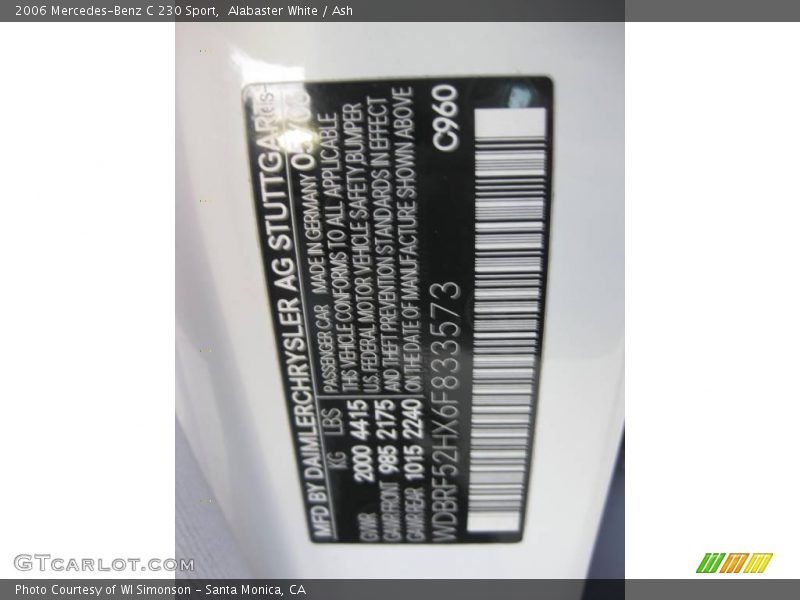 2006 Mercedes-Benz C 230 Sport, Alabaster White / Ash
MFD BY DAIMLERCHRYSLER AG STUTTGAR
KG LBS PASSENGER CAR MADE IN GERMANY
GVWR 2000 4415 THIS VEHICLE CONFORMS TO ALL APPLICABLE
U.S. FEDERAL MOTOR VEHICLE SAFETY/BUMPER
GAWR FRONT 985 2175 AND THEFT PREVENTION STANDARDS IN EFFECT
GAWR REAR 1015 2240 ON THE DATE OF MANUFACTURE SHOWN ABOVE
WDBRF52HX6F833573 C960
GTCarlot.com
Photo Courtesy of WI Simonson - Santa Monica, CA